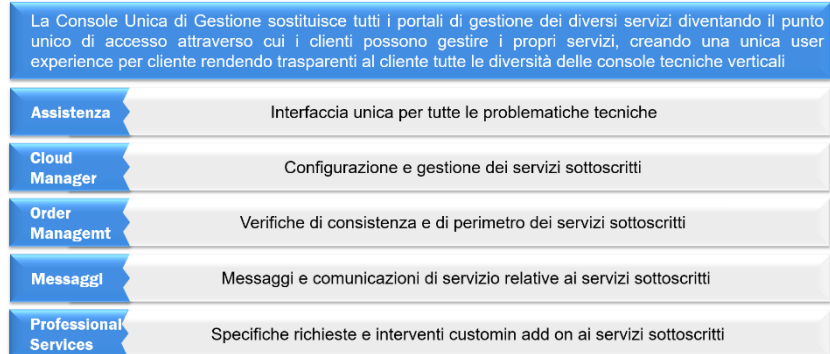 La Console Unica di Gestione sostituisce tutti i portali di gestione dei diversi servizi diventando il punto
unico di accesso attraverso cui i clienti possono gestire i propri servizi, creando una unica user
experience per cliente rendendo trasparenti al cliente tutte le diversità delle console tecniche verticali
Assistenza
Interfaccia unica per tutte le problematiche tecniche
Cloud
Manager
Configurazione e gestione dei servizi sottoscritti
Order
Managemt
Verifiche di consistenza e di perimetro dei servizi sottoscritti
Messaggi
Messaggi e comunicazioni di servizio relative ai servizi sottoscritti
Professional
Services
Specifiche richieste e interventi customin add on ai servizi sottoscritti